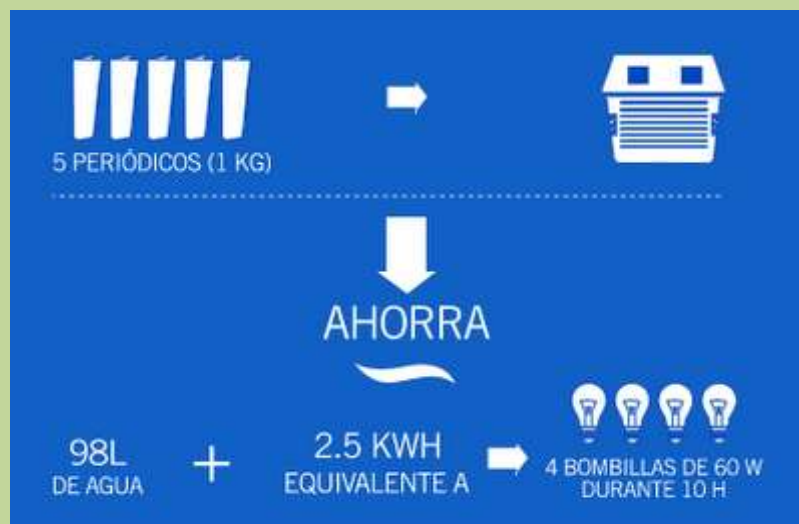 5 PERIÓDICOS (1 KG)
AHORRA
98L
DE AGUA
+
2.5 KWH
EQUIVALENTE A
4 BOMBILLAS DE 60 W
DURANTE 10 H